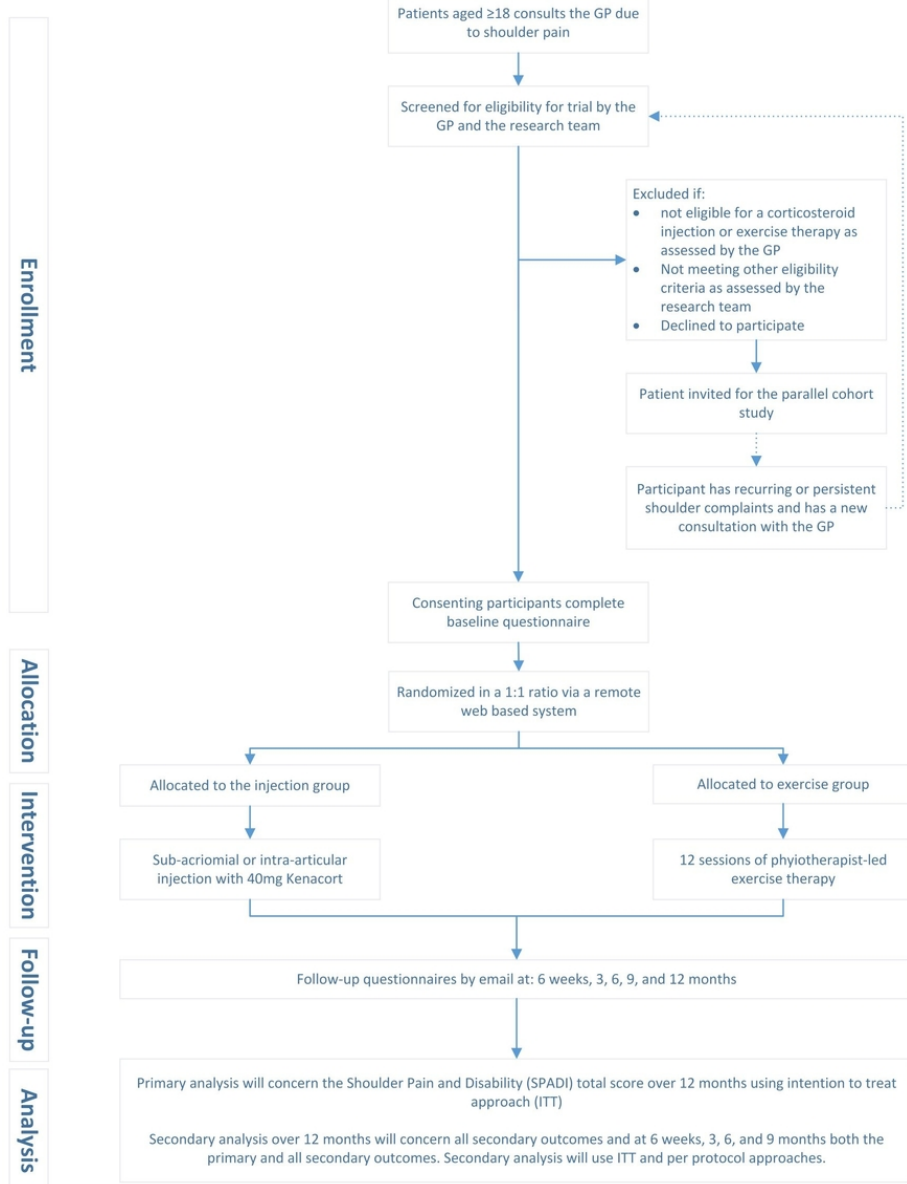 Patients aged ≥18 consults the GP due
to shoulder pain
Screened for eligibility for trial by the
GP and the research team
Enrollment
Excluded if:
• not eligible for a corticosteroid
injection or exercise therapy as
assessed by the GP
• Not meeting other eligibility
criteria as assessed by the
research team
• Declined to participate
Patient invited for the parallel cohort
study
Participant has recurring or persistent
shoulder complaints and has a new
consultation with the GP
Consenting participants complete
baseline questionnaire
Allocation
Randomized in a 1:1 ratio via a remote
web based system
Allocated to the injection group
Allocated to exercise group
Intervention
Sub-acriomial or intra-articular
injection with 40mg Kenacort
12 sessions of phyiotherapist-led
exercise therapy
Follow-up
Follow-up questionnaires by email at: 6 weeks, 3, 6, 9, and 12 months
Analysis
Primary analysis will concern the Shoulder Pain and Disability (SPADI) total score over 12 months using intention to treat
approach (ITT)
Secondary analysis over 12 months will concern all secondary outcomes and at 6 weeks, 3, 6, and 9 months both the
primary and all secondary outcomes. Secondary analysis will use ITT and per protocol approaches.